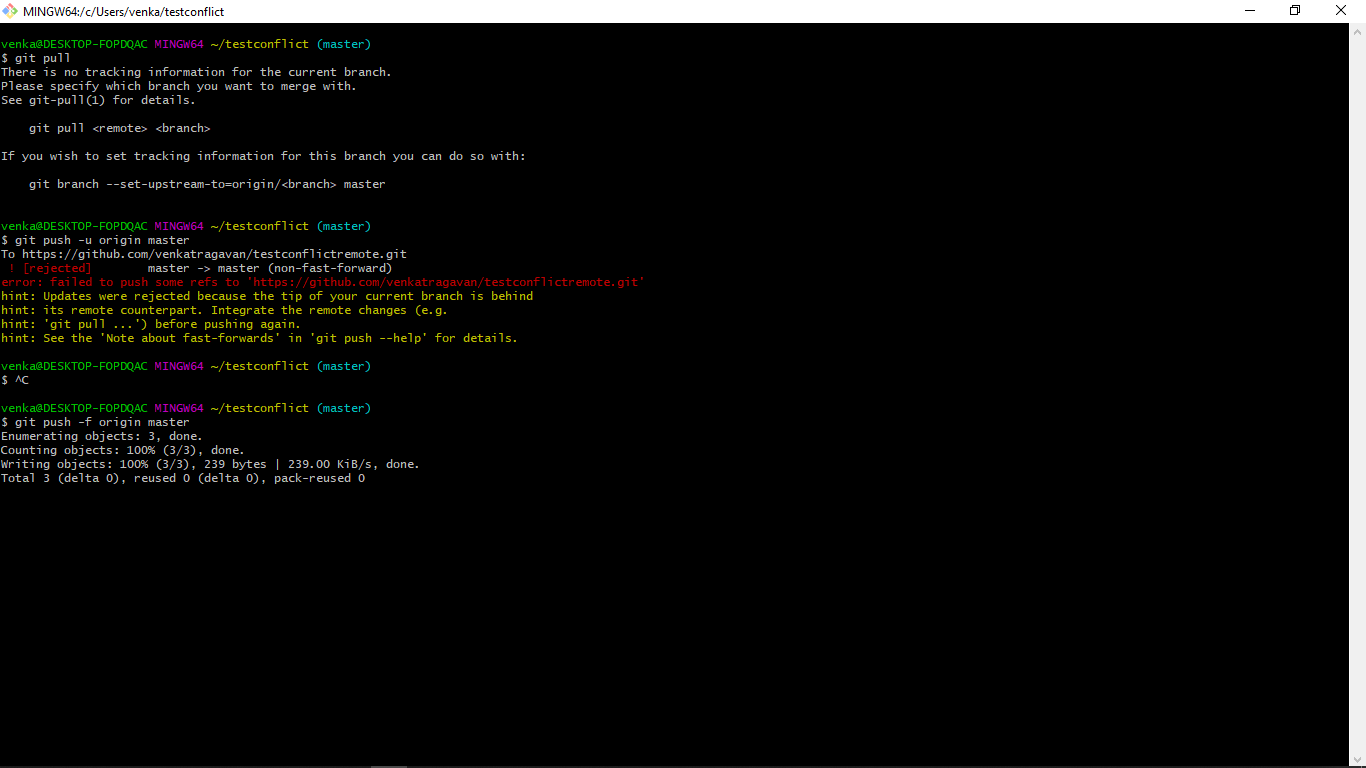 MINGW64:/c/Users/venka/testconflict
venka@DESKTOP-FOPDQAC MINGW64 ~/testconflict (master)
$ git pull
There is no tracking information for the current branch.
Please specify which branch you want to merge with.
See git-pull(1) for details.
    git pull <remote> <branch>
If you wish to set tracking information for this branch you can do so with:
    git branch --set-upstream-to=origin/<branch> master
venka@DESKTOP-FOPDQAC MINGW64 ~/testconflict (master)
$ git push -u origin master
To https://github.com/venkatragavan/testconflictremote.git
 ! [rejected]        master -> master (non-fast-forward)
error: failed to push some refs to 'https://github.com/venkatragavan/testconflictremote.git'
hint: Updates were rejected because the tip of your current branch is behind
hint: its remote counterpart. Integrate the remote changes (e.g.
hint: 'git pull ...') before pushing again.
hint: See the 'Note about fast-forwards' in 'git push --help' for details.
venka@DESKTOP-FOPDQAC MINGW64 ~/testconflict (master)
$ ^C
venka@DESKTOP-FOPDQAC MINGW64 ~/testconflict (master)
$ git push -f origin master
Enumerating objects: 3, done.
Counting objects: 100% (3/3), done.
Writing objects: 100% (3/3), 239 bytes | 239.00 KiB/s, done.
Total 3 (delta 0), reused 0 (delta 0), pack-reused 0